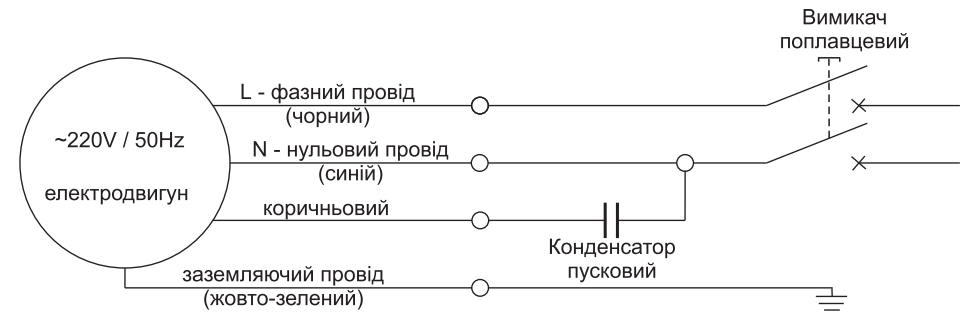 Вимикач
поплавцевий
L - фазний провід
(чорний)
~220V / 50Hz
N - нульовий провід
(синій)
електродвигун
коричньовий
Конденсатор
пусковий
заземляючий провід
(жовто-зелений)